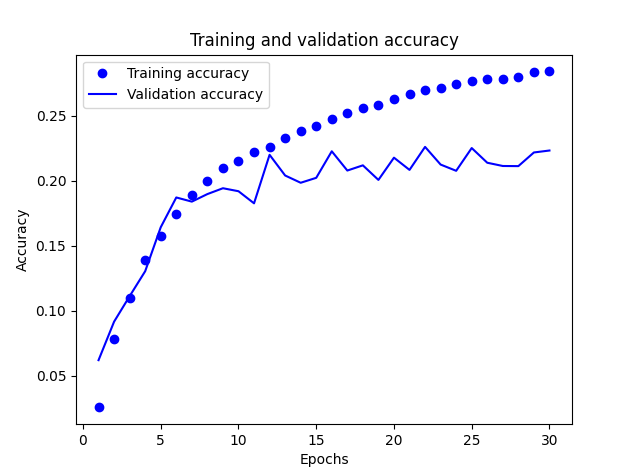 Training and validation accuracy
Training accuracy
Validation accuracy
Accuracy
0.25
0.20
0.15
0.10
0.05
0 5 10 15 20 25 30
Epochs